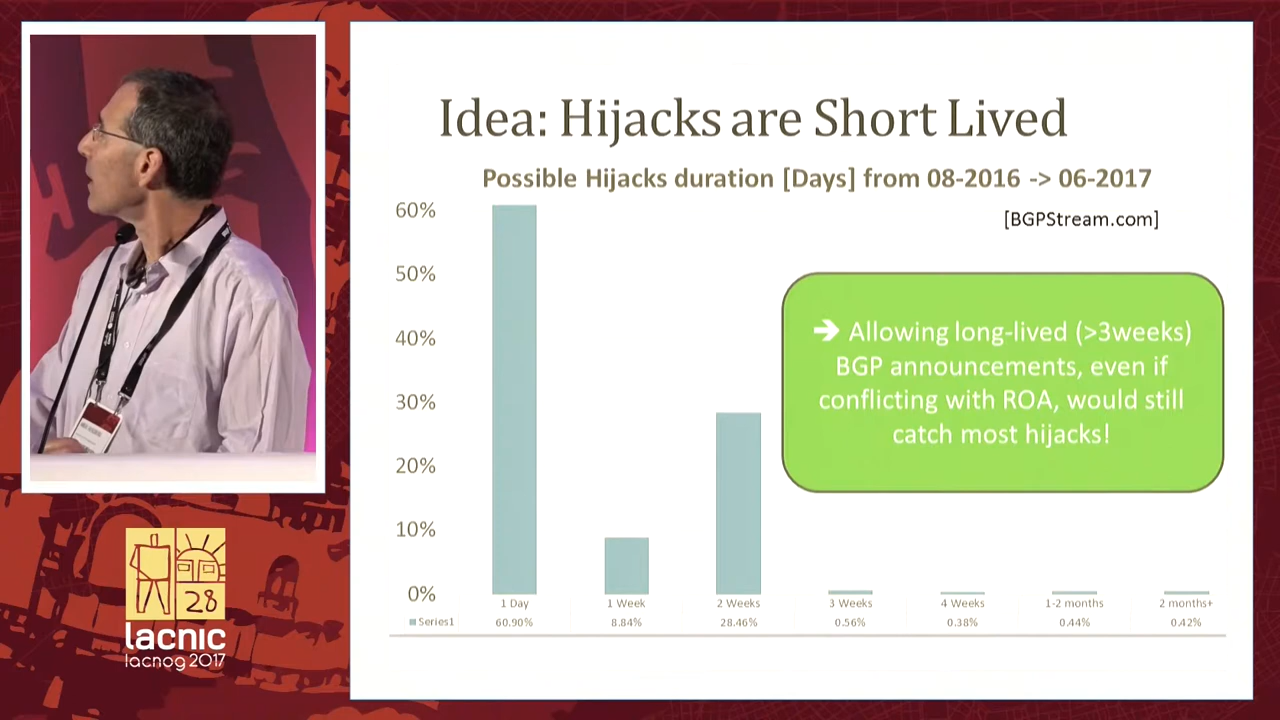 Idea: Hijacks are Short Lived
Possible Hijacks duration [Days] from 08-2016 -> 06-2017
[BGPStream.com]
60%
50%
40%
30%
20%
10%
0%
➔ Allowing long-lived (>3weeks)
BGP announcements, even if
conflicting with ROA, would still
catch most hijacks!
1 Day 1 Week 2 Weeks 3 Weeks 4 Weeks 1-2 months 2 months+
Series1 60.90% 8.84% 28.46% 0.56% 0.38% 0.44% 0.42%
28
lacnic
lacnog 2017